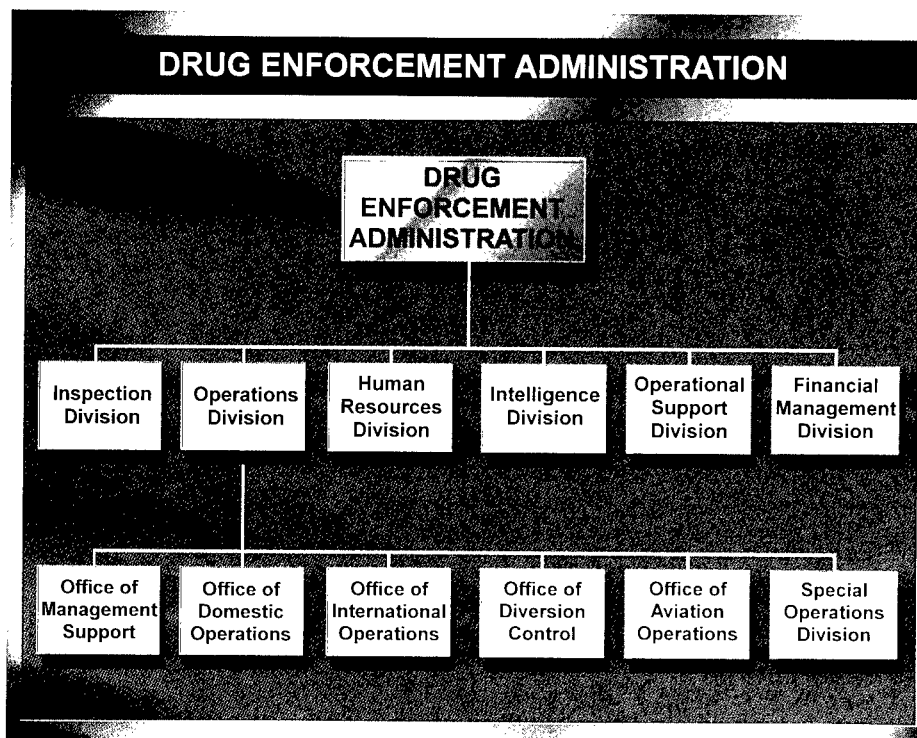 DRUG ENFORCEMENT ADMINISTRATION
DRUG
ENFORCEMENT
ADMINISTRATION
Inspection
Division
Operations
Division
Human
Resources
Division
Intelligence
Division
Operational
Support
Division
Financial
Management
Division
Office of
Management
Support
Office of
Domestic
Operations
Office of
International
Operations
Office of
Diversion
Control
Office of
Aviation
Operations
Special
Operations
Division